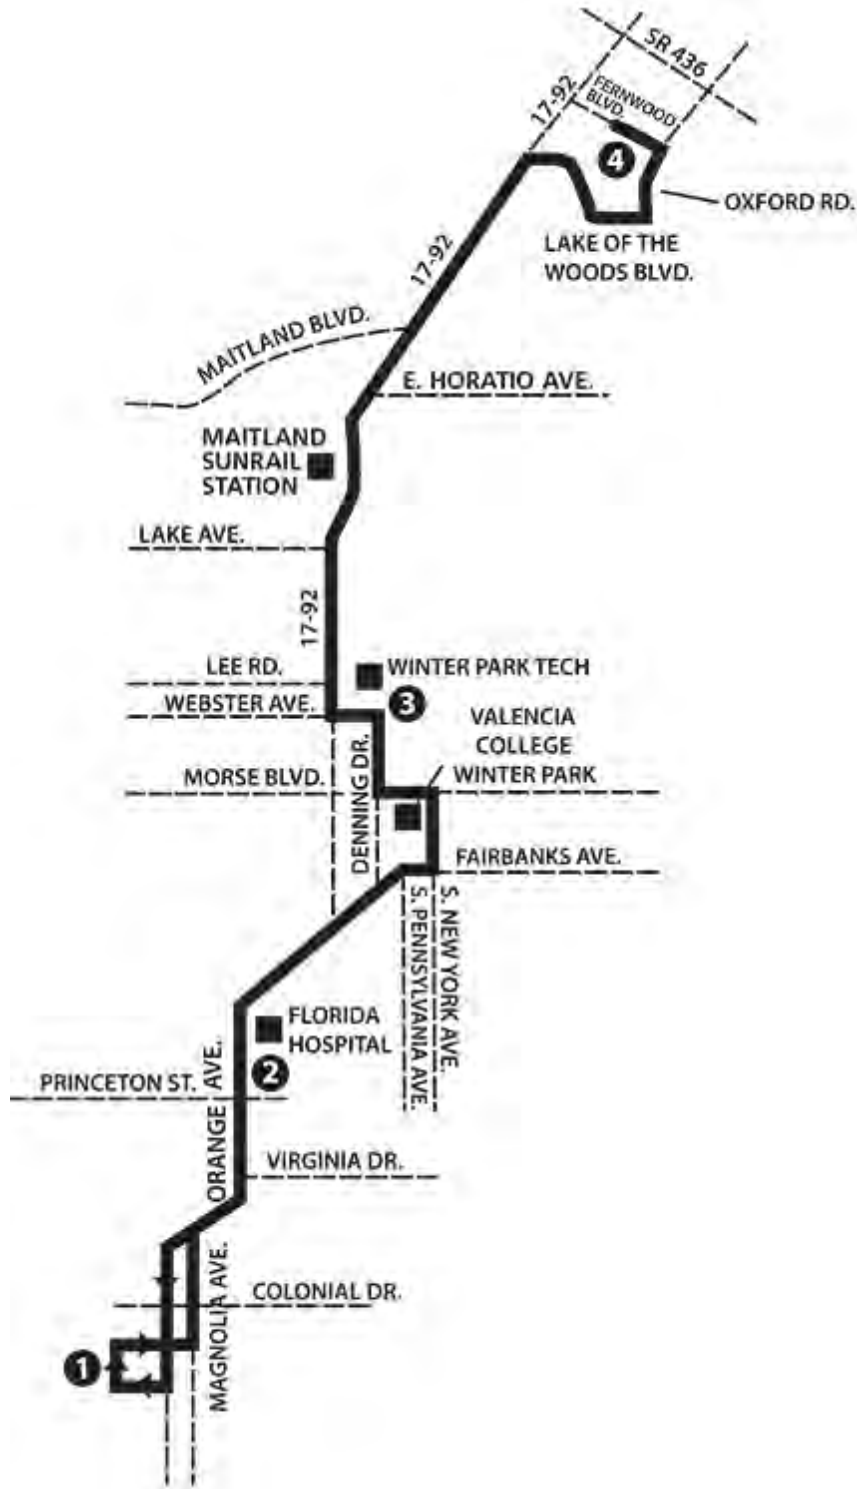 SR 436
17-92
FERNWOOD
BLVD.
4
OXFORD RD.
LAKE OF THE
WOODS BLVD.
17-92
MAITLAND BLVD.
E. HORATIO AVE.
MAITLAND
SUNRAIL
STATION
LAKE AVE.
17-92
LEE RD.
WINTER PARK TECH
WEBSTER AVE.
3
VALENCIA
COLLEGE
WINTER PARK
MORSE BLVD.
DENNING DR.
FAIRBANKS AVE.
S. PENNSYLVANIA AVE.
S. NEW YORK AVE.
FLORIDA
HOSPITAL
2
PRINCETON ST.
ORANGE AVE.
VIRGINIA DR.
MAGNOLIA AVE.
COLONIAL DR.
1